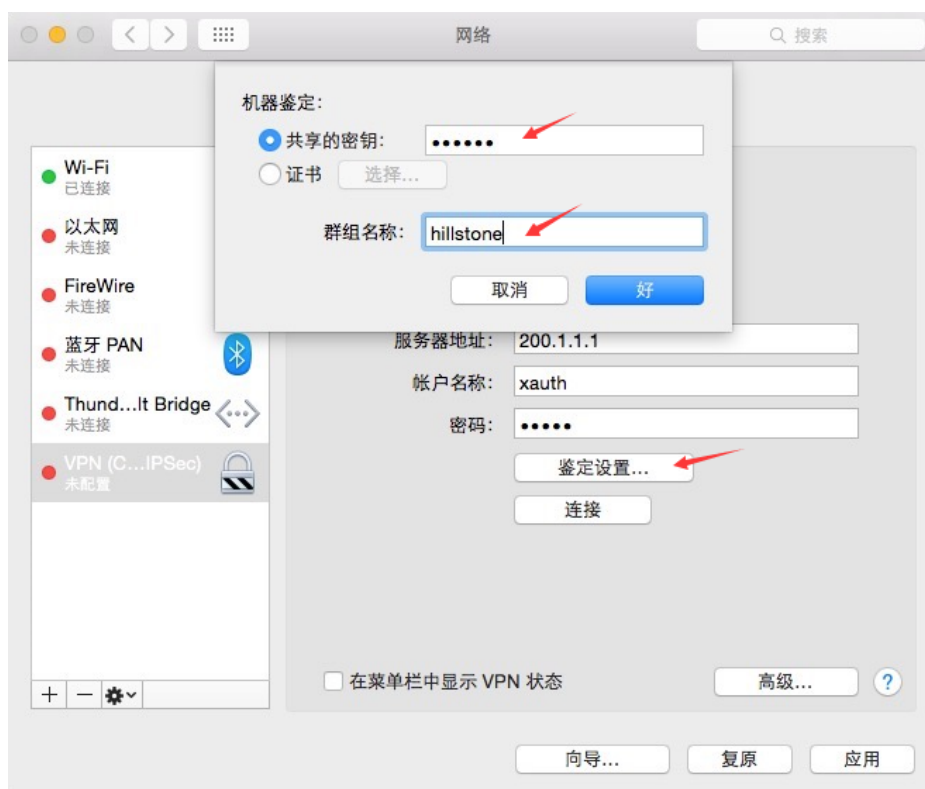 网络
搜索
机器鉴定：
共享的密钥：
••••••
证书
选择...
群组名称：
hillstone
取消
好
Wi-Fi
已连接
以太网
未连接
FireWire
未连接
蓝牙 PAN
未连接
Thund...lt Bridge
未连接
VPN (C...IPSec)
未配置
服务器地址：
200.1.1.1
帐户名称：
xauth
密码：
•••••
鉴定设置...
连接
在菜单栏中显示 VPN 状态
高级...
?
向导...
复原
应用